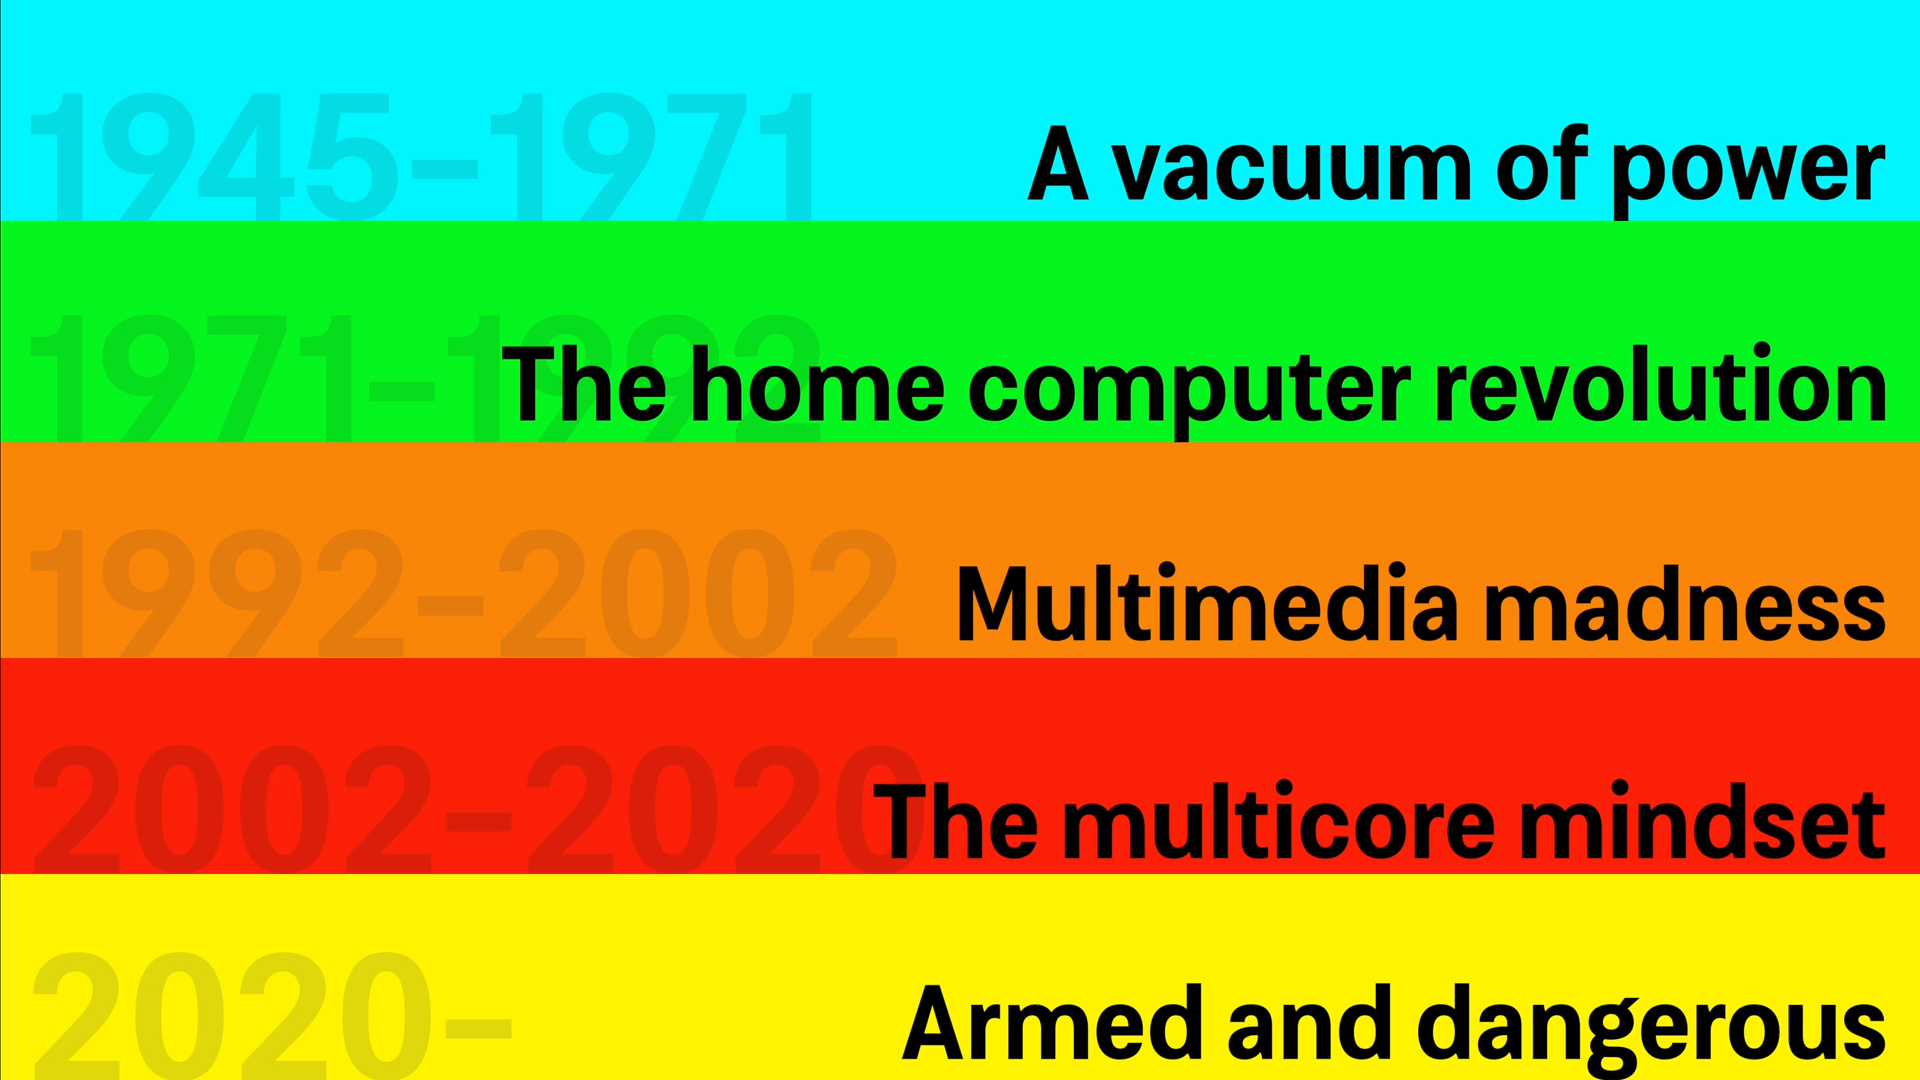 1945-1971
A vacuum of power
1971-1992
The home computer revolution
1992-2002
Multimedia madness
2002-2020
The multicore mindset
2020-
Armed and dangerous